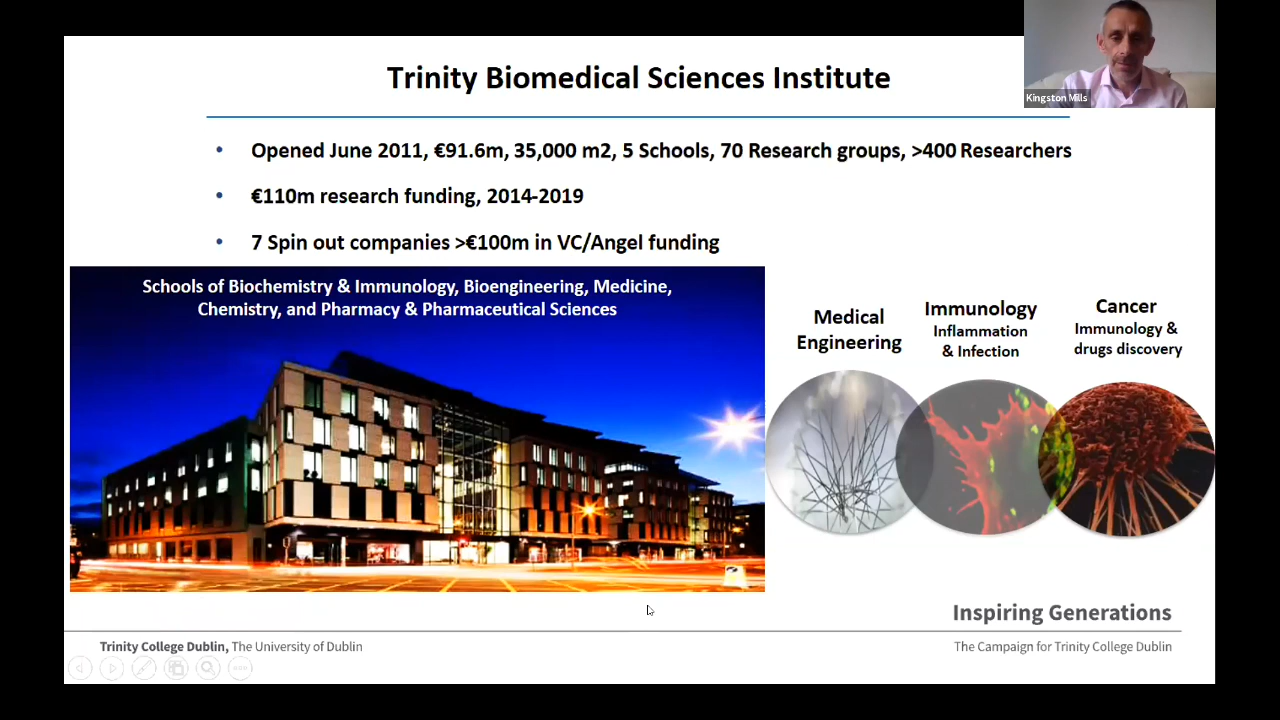 Trinity Biomedical Sciences Institute
Kingston Mills
• Opened June 2011, €91.6m, 35,000 m2, 5 Schools, 70 Research groups, >400 Researchers
• €110m research funding, 2014-2019
• 7 Spin out companies >€100m in VC/Angel funding
Schools of Biochemistry & Immunology, Bioengineering, Medicine,
Chemistry, and Pharmacy & Pharmaceutical Sciences
Medical
Engineering
Immunology
Inflammation
& Infection
Cancer
Immunology &
drugs discovery
Inspiring Generations
Trinity College Dublin, The University of Dublin
The Campaign for Trinity College Dublin